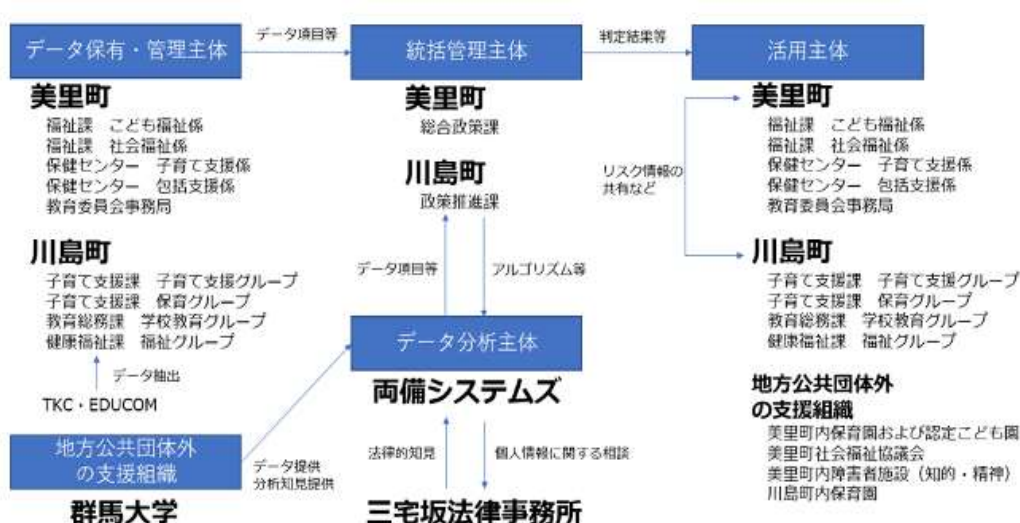 データ保有・管理主体
データ項目等
統括管理主体
判定結果等
活用主体
美里町
福祉課　こども福祉係
福祉課　社会福祉係
保健センター　子育て支援係
保健センター　包括支援係
教育委員会事務局
川島町
子育て支援課　子育て支援グループ
子育て支援課　保育グループ
教育総務課　学校教育グループ
健康福祉課　福祉グループ
データ抽出
TKC・EDUCOM
地方公共団体外
の支援組織
群馬大学
データ提供
分析知見提供
美里町
総合政策課
川島町
政策推進課
データ項目等
アルゴリズム等
データ分析主体
両備システムズ
法律的知見
個人情報に関する相談
三宅坂法律事務所
リスク情報の
共有など
美里町
福祉課　こども福祉係
福祉課　社会福祉係
保健センター　子育て支援係
保健センター　包括支援係
教育委員会事務局
川島町
子育て支援課　子育て支援グループ
子育て支援課　保育グループ
教育総務課　学校教育グループ
健康福祉課　福祉グループ
地方公共団体外
の支援組織
美里町内保育園および認定こども園
美里町社会福祉協議会
美里町内障害者施設（知的・精神）
川島町内保育園